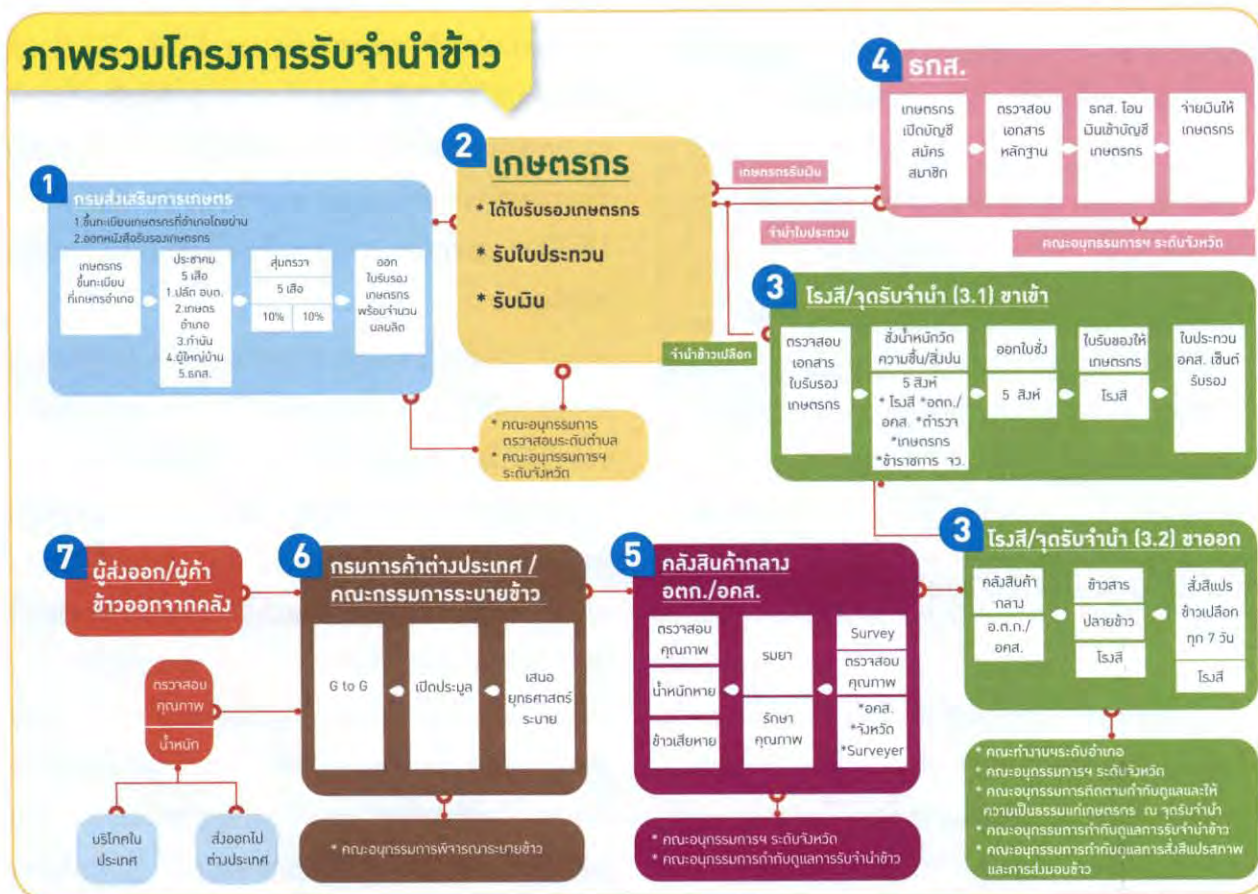 ภาพรวมโครงการรับจำนำข้าว
1
กรมส่งเสริมการเกษตร
1.ขึ้นทะเบียนเกษตรกรที่อำเภอโดยผ่าน
2.ออกหนังสือรับรองเกษตรกร
เกษตรกร
ขึ้นทะเบียน
ที่เกษตรอำเภอ
ประชาคม
5 เสือ
1.ปลัด อบต.
2.เกษตร
อำเภอ
3.กำนัน
4.ผู้ใหญ่บ้าน
5.ธกส.
สุ่มตรวจ
5 เสือ
10%
10%
ออก
ใบรับรอง
เกษตรกร
พร้อมจำนวน
ผลผลิต
2
เกษตรกร
* ได้ใบรับรองเกษตรกร
* รับใบประทวน
* รับเงิน
* คณะอนุกรรมการ
ตรวจสอบระดับตำบล
* คณะอนุกรรมการฯ
ระดับจังหวัด
เกษตรกรรับเงิน
จำนำใบประทวน
จำนำข้าวเปลือก
4
ธกส.
เกษตรกร
เปิดบัญชี
สมัคร
สมาชิก
ตรวจสอบ
เอกสาร
หลักฐาน
ธกส. โอน
เงินเข้าบัญชี
เกษตรกร
จ่ายเงินให้
เกษตรกร
คณะอนุกรรมการฯ ระดับจังหวัด
3
โรงสี/จุดรับจำนำ (3.1) ขาเข้า
ตรวจสอบ
เอกสาร
ใบรับรอง
เกษตรกร
ชั่งน้ำหนักวัด
ความชื้น/สิ่งปน
5 สิงห์
* โรงสี *อตก./
อคส. *ตำรวจ
*เกษตรกร
*ข้าราชการ จว.
ออกใบชั่ง
5 สิงห์
ใบรับของให้
เกษตรกร
โรงสี
ใบประทวน
อคส. เซ็นต์
รับรอง
3
โรงสี/จุดรับจำนำ (3.2) ขาออก
คลังสินค้า
กลาง
อ.ต.ก./
อคส.
ข้าวสาร
ปลายข้าว
โรงสี
สั่งสีแปร
ข้าวเปลือก
ทุก 7 วัน
โรงสี
* คณะทำงานฯระดับอำเภอ
* คณะอนุกรรมการฯ ระดับจังหวัด
* คณะอนุกรรมการติดตามกำกับดูแลและให้
ความเป็นธรรมแก่เกษตรกร ณ จุดรับจำนำ
* คณะอนุกรรมการกำกับดูแลการรับจำนำข้าว
* คณะอนุกรรมการกำกับดูแลการสั่งสีแปรสภาพ
และการส่งมอบข้าว
5
คลังสินค้ากลาง
อตก./อคส.
ตรวจสอบ
คุณภาพ
น้ำหนักหาย
ข้าวเสียหาย
รมยา
รักษา
คุณภาพ
Survey
ตรวจสอบ
คุณภาพ
*อคส.
*จังหวัด
*Surveyer
* คณะอนุกรรมการฯ ระดับจังหวัด
* คณะอนุกรรมการกำกับดูแลการรับจำนำข้าว
6
กรมการค้าต่างประเทศ /
คณะกรรมการระบายข้าว
G to G
เปิดประมูล
เสนอ
ยุทธศาสตร์
ระบาย
* คณะอนุกรรมการพิจารณาระบายข้าว
7
ผู้ส่งออก/ผู้ค้า
ข้าวออกจากคลัง
ตรวจสอบ
คุณภาพ
น้ำหนัก
บริโภคใน
ประเทศ
ส่งออกไป
ต่างประเทศ